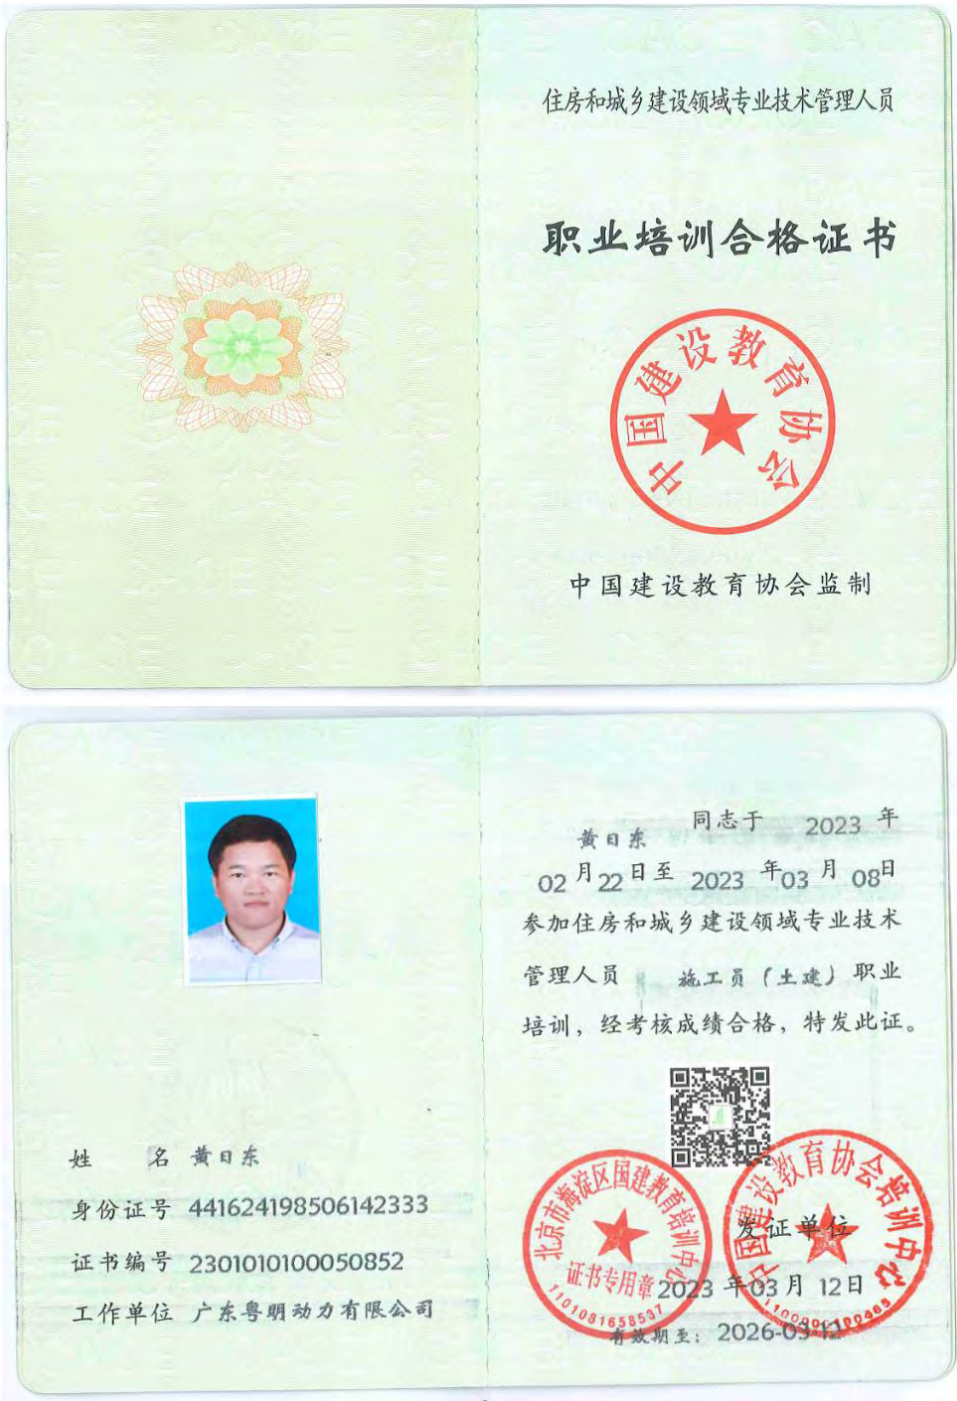 住房和城乡建设领域专业技术管理人员
职业培训合格证书
中国建设教育协会
中国建设教育协会监制
黄日东 同志于 2023 年
02 月 22 日至 2023 年 03 月 08 日
参加住房和城乡建设领域专业技术
管理人员 施工员（土建）职业
培训，经考核成绩合格，特发此证。
姓 名 黄日东
身份证号 441624198506142333
证书编号 2301010100050852
工作单位 广东粤明动力有限公司
北京市海淀区国建教育培训中心
证书专用章
1101081658537
中国建设教育协会培训中心
发证单位
2023 年 03 月 12 日
有效期至：2026-03-12